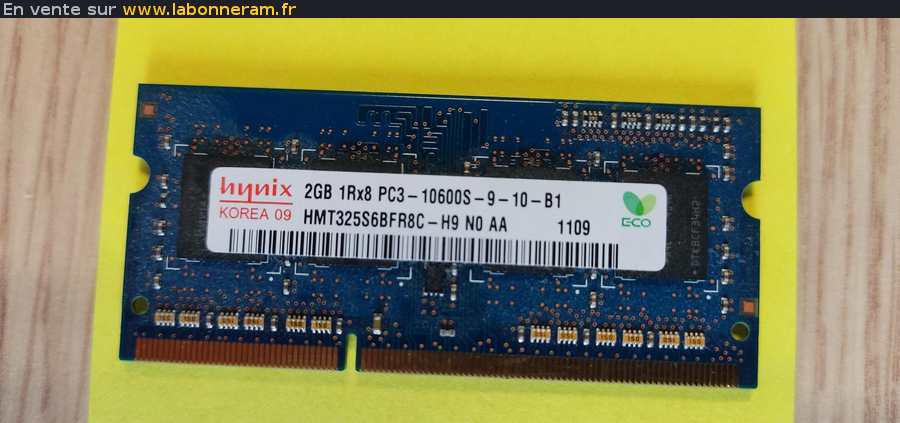 En vente sur www.labonneram.fr
hynix 2GB 1Rx8 PC3-10600S-9-10-B1
KOREA 09 HMT325S6BFR8C-H9 N0 AA 1109
ECO